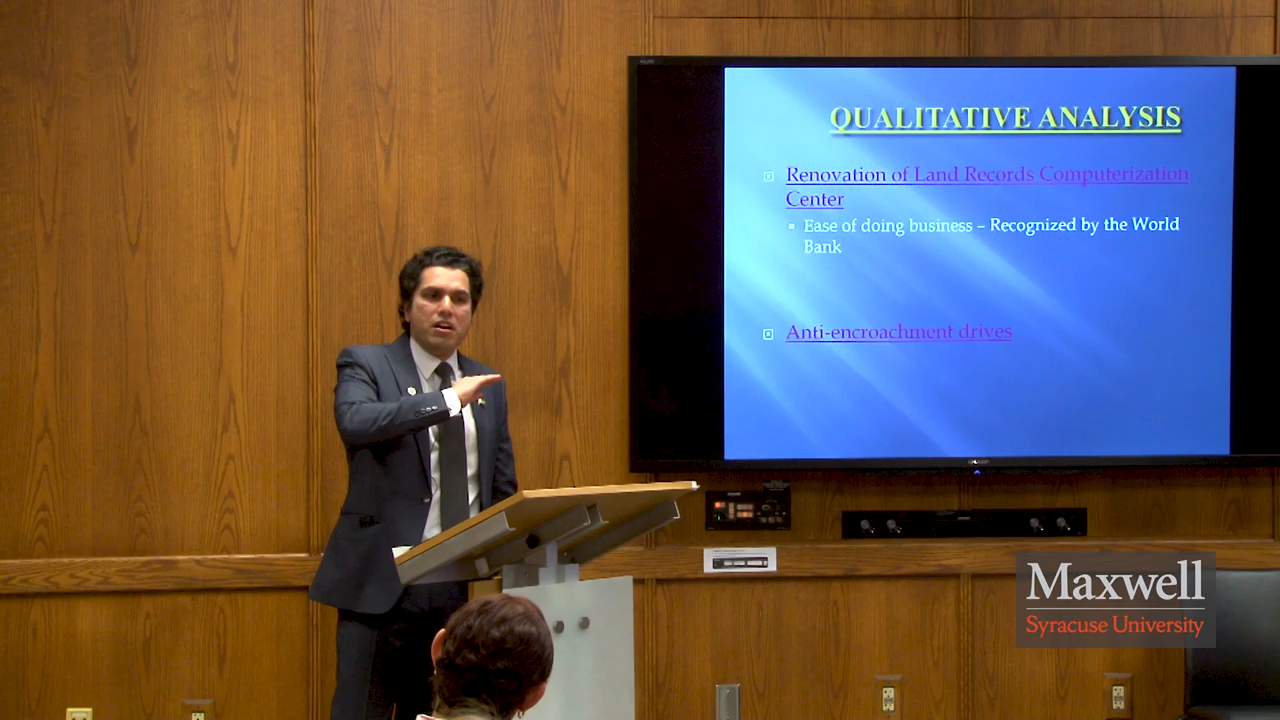 QUALITATIVE ANALYSIS
Renovation of Land Records Computerization
Center
Ease of doing business – Recognized by the World
Bank
Anti-encroachment drives
Maxwell
Syracuse University